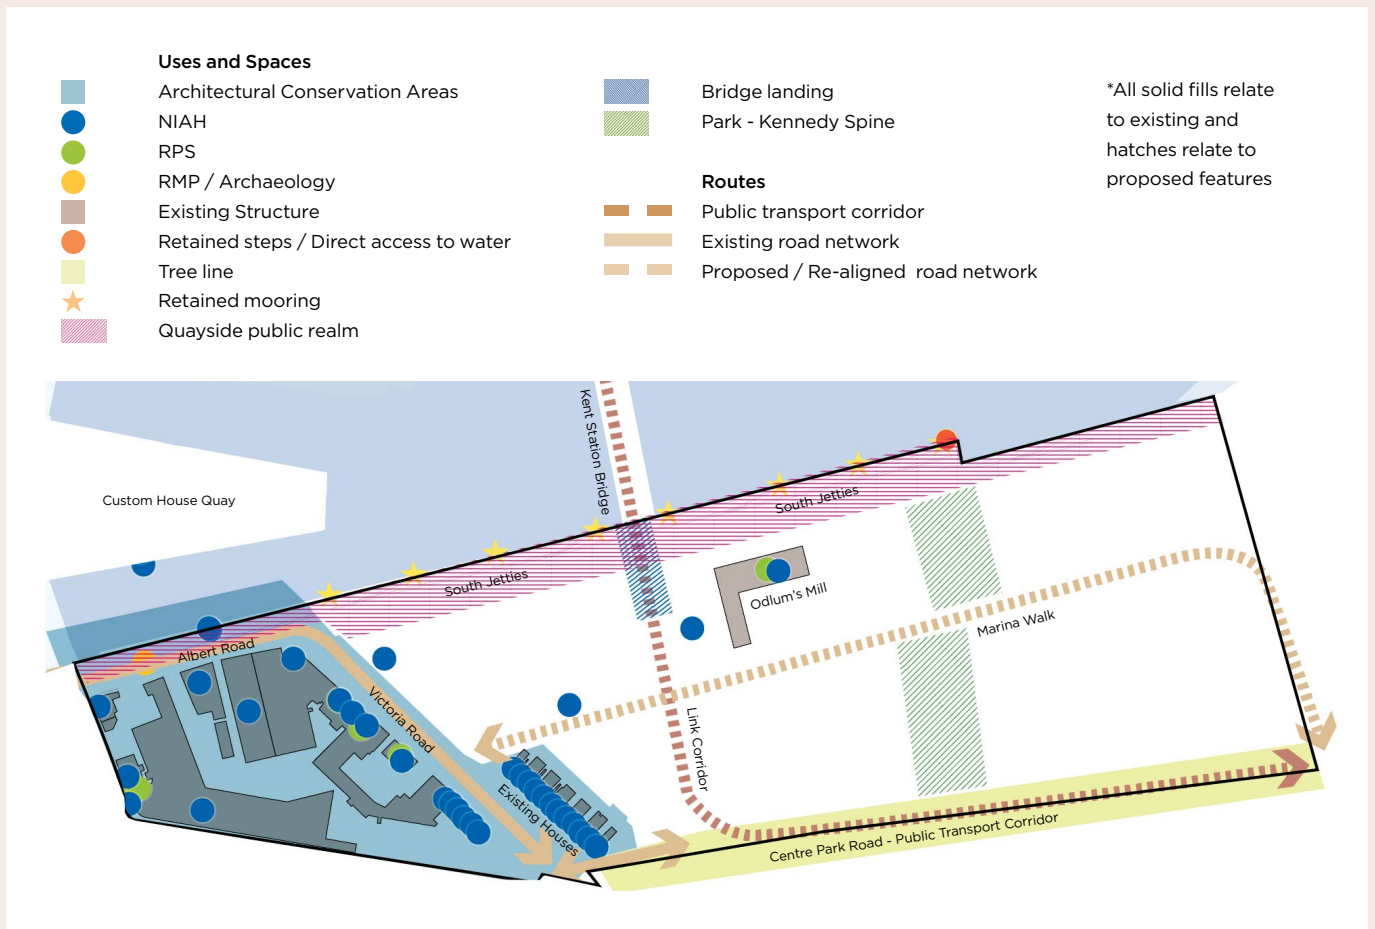 Uses and Spaces
Architectural Conservation Areas
NIAH
RPS
RMP / Archaeology
Existing Structure
Retained steps / Direct access to water
Tree line
Retained mooring
Quayside public realm
Bridge landing
Park - Kennedy Spine
Routes
Public transport corridor
Existing road network
Proposed / Re-aligned road network
*All solid fills relate
to existing and
hatches relate to
proposed features
Kent Station Bridge
Custom House Quay
South Jetties
South Jetties
Odlum's Mill
Marina Walk
Albert Road
Victoria Road
Link Corridor
Existing Houses
Centre Park Road - Public Transport Corridor